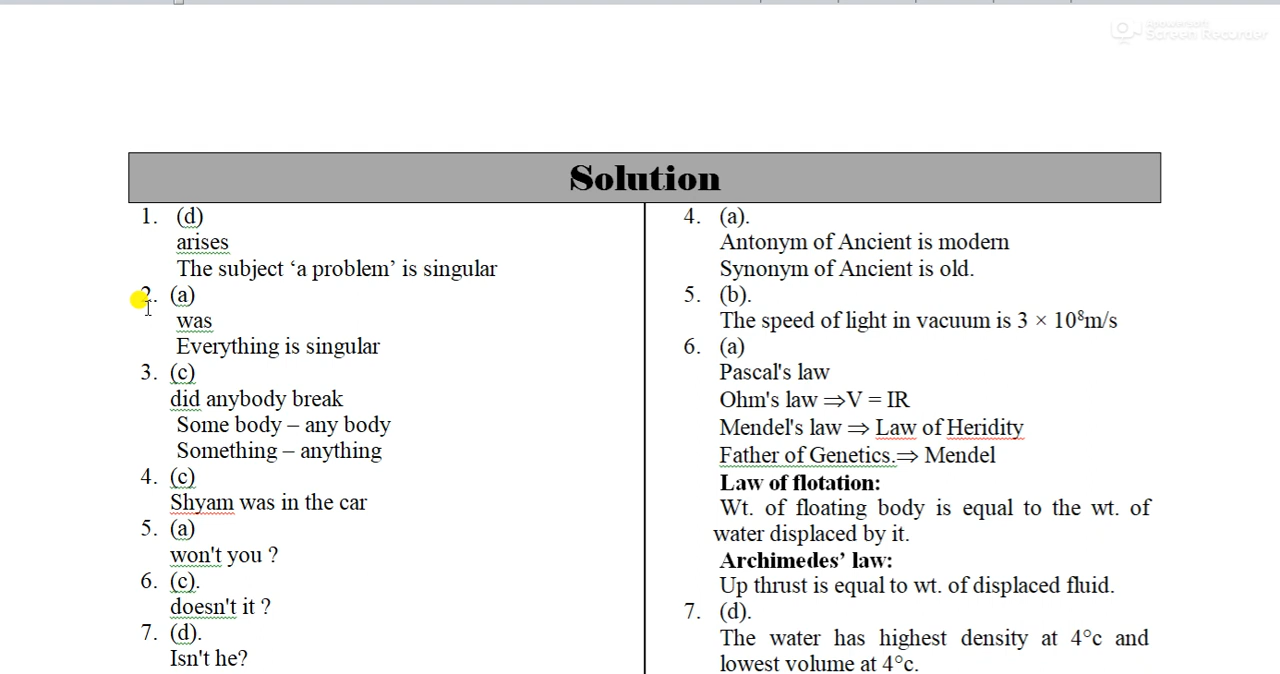 KNOWERSOFT
Screen Recorder
Solution
1. (d)
arises
The subject ‘a problem’ is singular
2. (a)
was
Everything is singular
3. (c)
did anybody break
Some body – any body
Something – anything
4. (c)
Shyam was in the car
5. (a)
won't you ?
6. (c).
doesn't it ?
7. (d).
Isn't he?
4. (a).
Antonym of Ancient is modern
Synonym of Ancient is old.
5. (b).
The speed of light in vacuum is 3 × 10⁸m/s
6. (a)
Pascal's law
Ohm's law ⇒V = IR
Mendel's law ⇒ Law of Heridity
Father of Genetics.⇒ Mendel
Law of flotation:
Wt. of floating body is equal to the wt. of
water displaced by it.
Archimedes’ law:
Up thrust is equal to wt. of displaced fluid.
7. (d).
The water has highest density at 4°c and
lowest volume at 4°c.